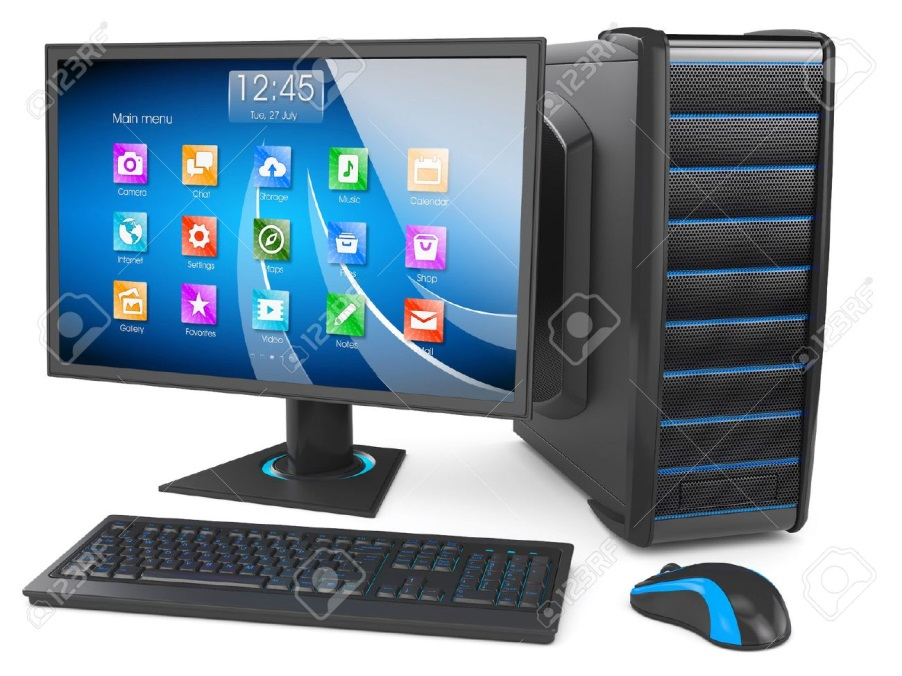 12:45
Tue, 27 July
Main menu
Camera
Chat
Storage
Music
Calendar
Internet
Settings
Maps
Files
Shop
Gallery
Favorites
Video
Notes
Mail
123RF